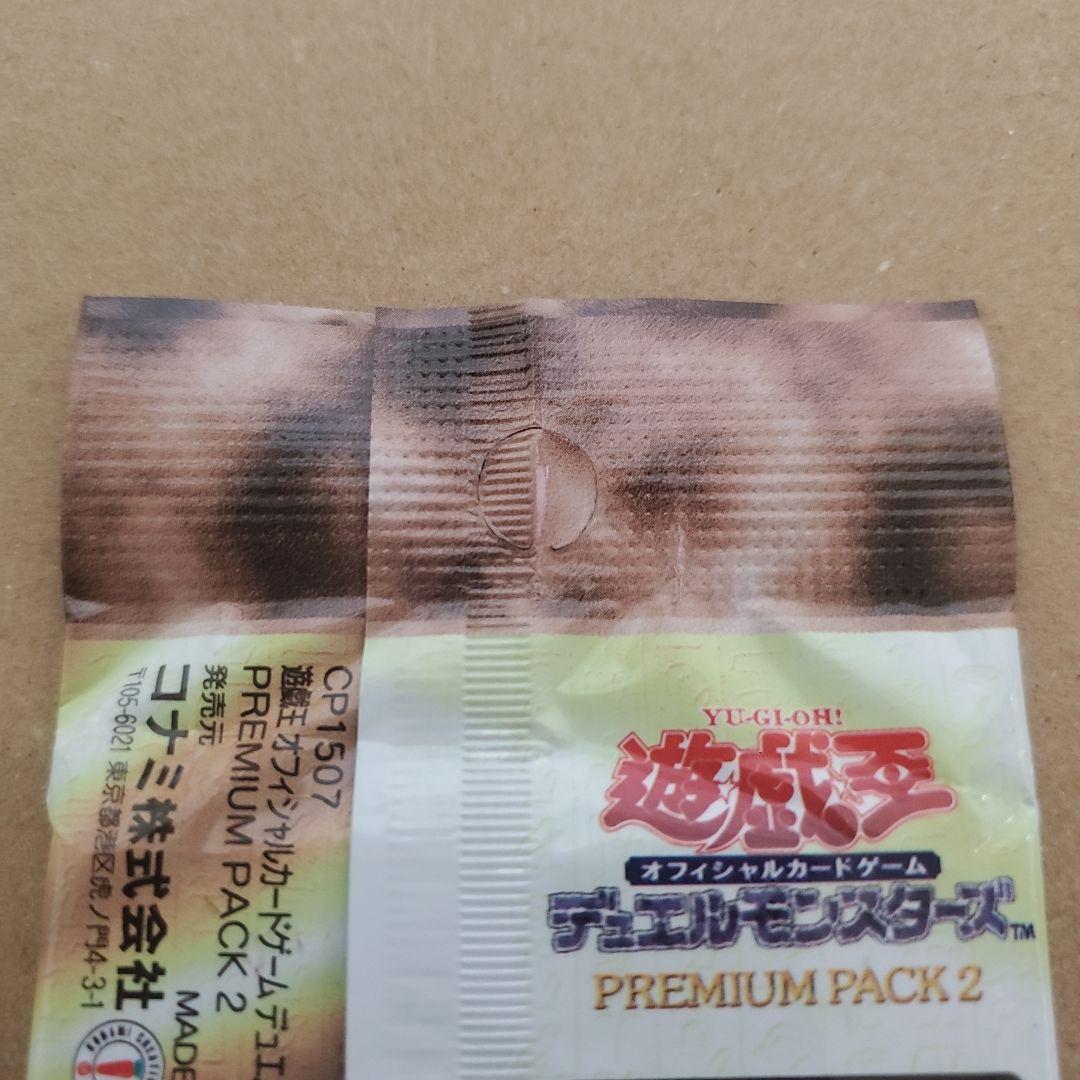 YU-GI-OH!
遊戯王
オフィシャルカードゲーム
デュエルモンスターズ™
PREMIUM PACK 2
CP1507
遊戯王 オフィシャルカードゲーム デュエ
PREMIUM PACK 2
発売元
コナミ株式会社
〒105-6021 東京都港区虎ノ門4-3-1
MADE
KONAMI